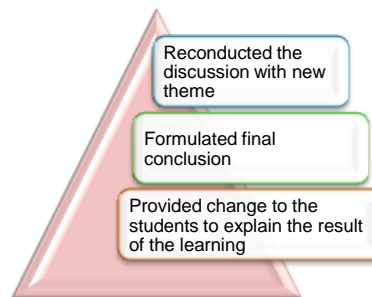 Reconducted the
discussion with new
theme
Formulated final
conclusion
Provided change to the
students to explain the result
of the learning